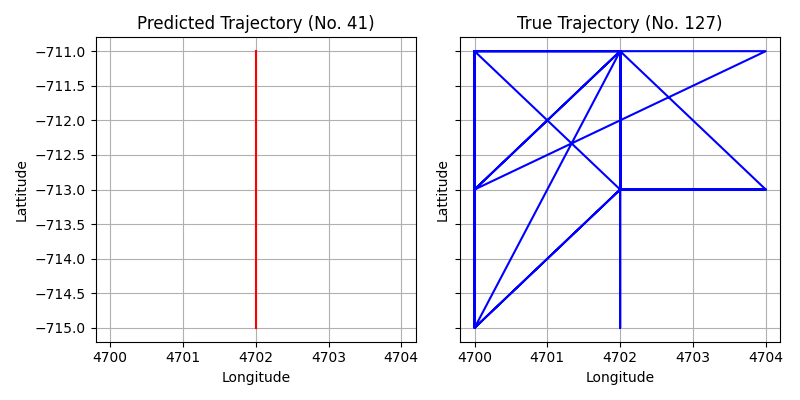 Predicted Trajectory (No. 41)
True Trajectory (No. 127)
Lattitude
−711.0
−711.5
−712.0
−712.5
−713.0
−713.5
−714.0
−714.5
−715.0
4700 4701 4702 4703 4704
Longitude
Lattitude
4700 4701 4702 4703 4704
Longitude